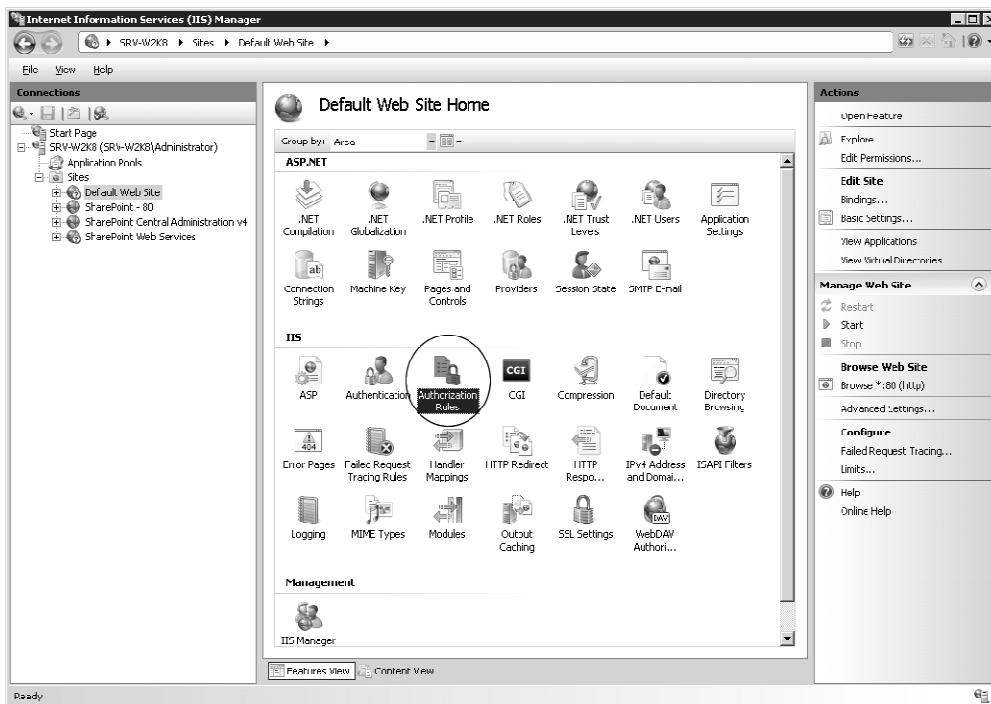 Internet Information Services (IIS) Manager
SRV-W2K8 Sites Default Web Site
File View Help
Connections
Start Page
SRV-W2K8 (SRV-W2K8\Administrator)
Application Pools
Sites
Default Web Site
SharePoint - 80
SharePoint Central Administration v4
SharePoint Web Services
Default Web Site Home
Group by: Area
ASP.NET
.NET Compilation
.NET Globalization
.NET Profile
.NET Roles
.NET Trust Levels
.NET Users
Application Settings
Connection Strings
Machine Key
Pages and Controls
Providers
Session State
SMTP E-mail
IIS
ASP
Authentication
Authorization Rules
CGI
CGI
Compression
Default Document
Directory Browsing
404
Error Pages
Failed Request Tracing Rules
Handler Mappings
HTTP Redirect
HTTP Respo...
IPv4 Address and Domai...
ISAPI Filters
Logging
MIME Types
Modules
Output Caching
SSL Settings
DAV
WebDAV Authori...
Management
IIS Manager
Features View Content View
Actions
Open Feature
Explore
Edit Permissions...
Edit Site
Bindings...
Basic Settings...
View Applications
View Virtual Directories
Manage Web Site
Restart
Start
Stop
Browse Web Site
Browse *:80 (http)
Advanced Settings...
Configure
Failed Request Tracing...
Limits...
Help
Online Help
Ready